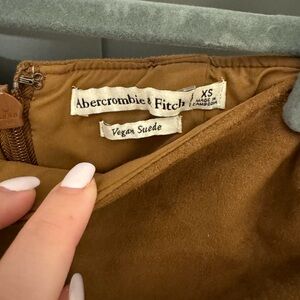 Abercrombie & Fitch
XS
MADE IN
CAMBODIA
Vegan Suede